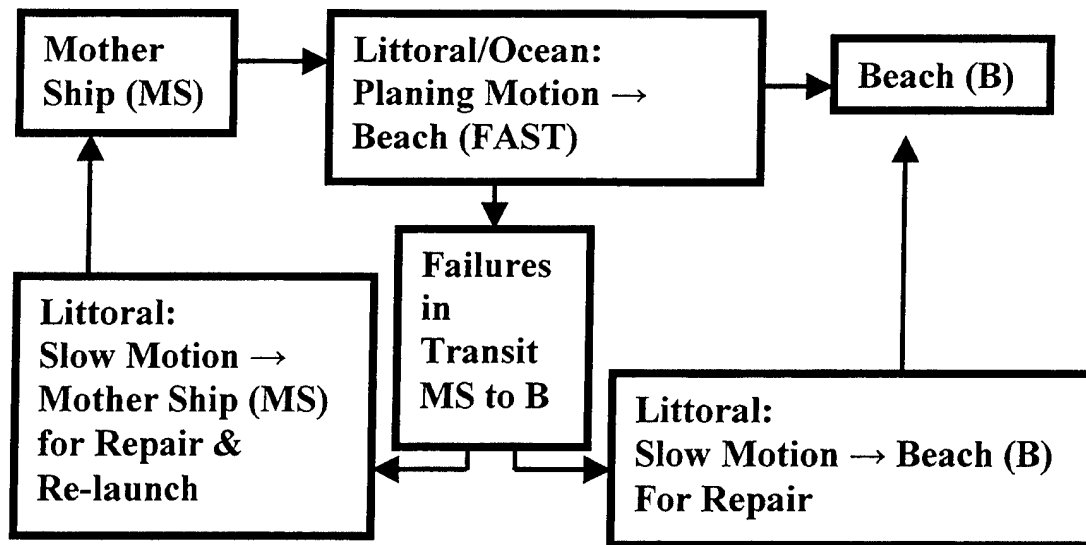 Mother
Ship (MS)
Littoral/Ocean:
Planing Motion →
Beach (FAST)
Beach (B)
Failures
in
Transit
MS to B
Littoral:
Slow Motion →
Mother Ship (MS)
for Repair &
Re-launch
Littoral:
Slow Motion → Beach (B)
For Repair